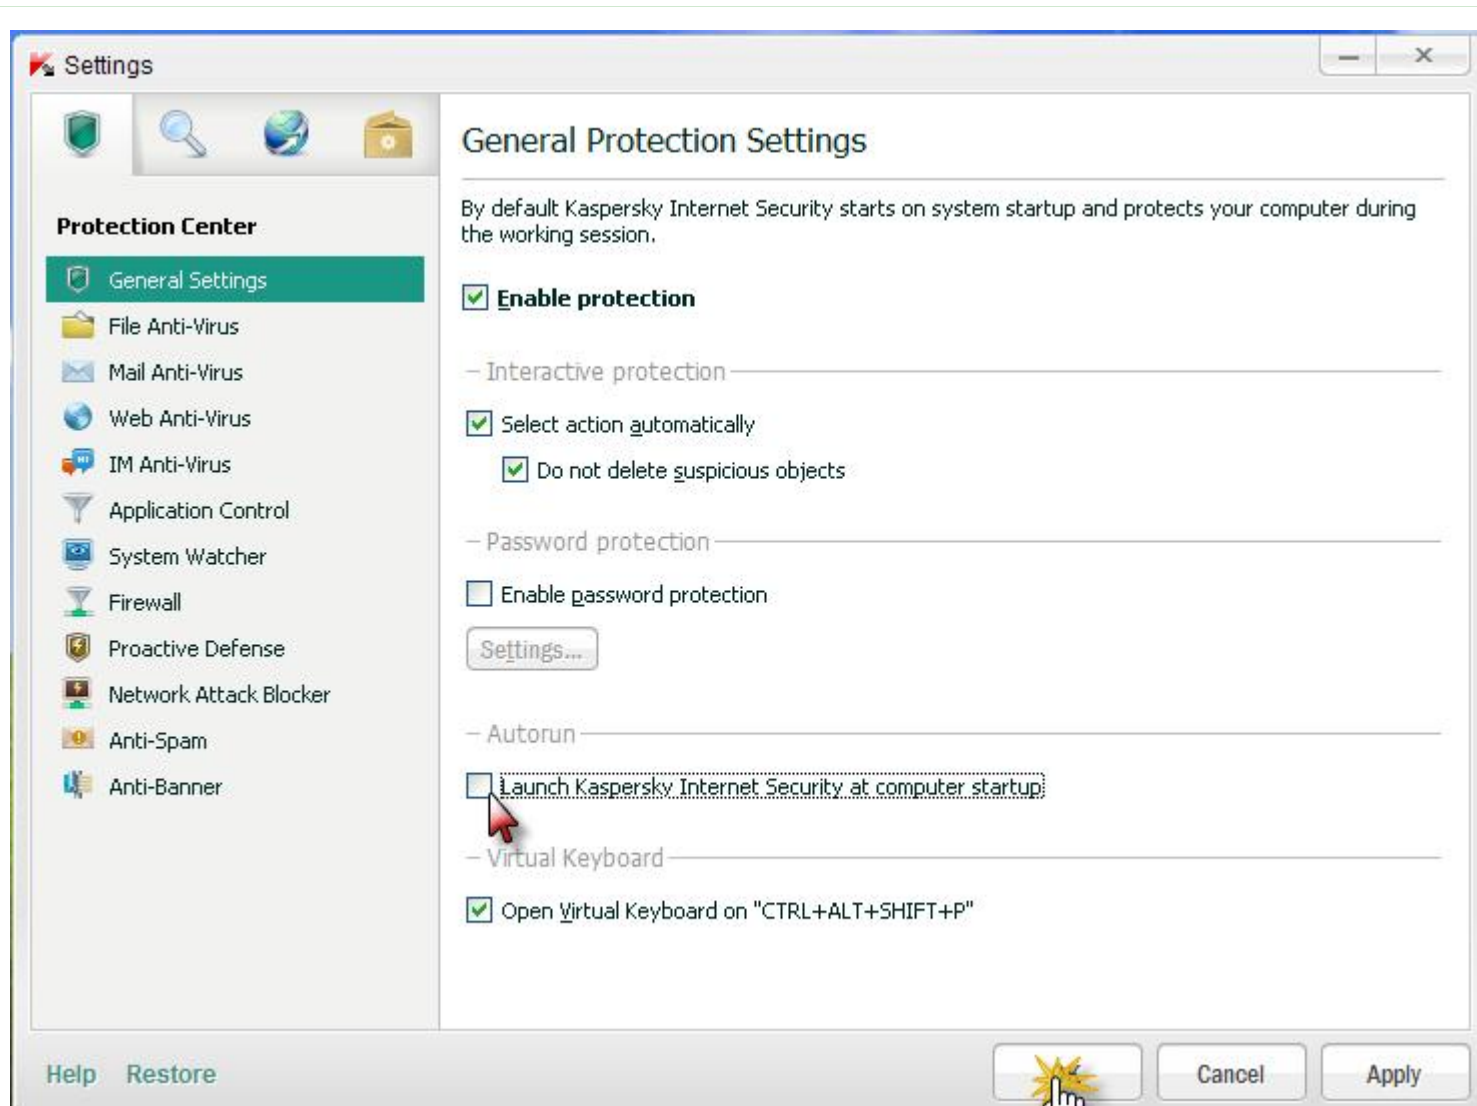 Settings
General Protection Settings
By default Kaspersky Internet Security starts on system startup and protects your computer during
the working session.
Protection Center
General Settings
File Anti-Virus
Mail Anti-Virus
Web Anti-Virus
IM Anti-Virus
Application Control
System Watcher
Firewall
Proactive Defense
Network Attack Blocker
Anti-Spam
Anti-Banner
Enable protection
Interactive protection
Select action automatically
Do not delete suspicious objects
Password protection
Enable password protection
Settings...
Autorun
Launch Kaspersky Internet Security at computer startup
Virtual Keyboard
Open Virtual Keyboard on "CTRL+ALT+SHIFT+P"
Help
Restore
Cancel
Apply